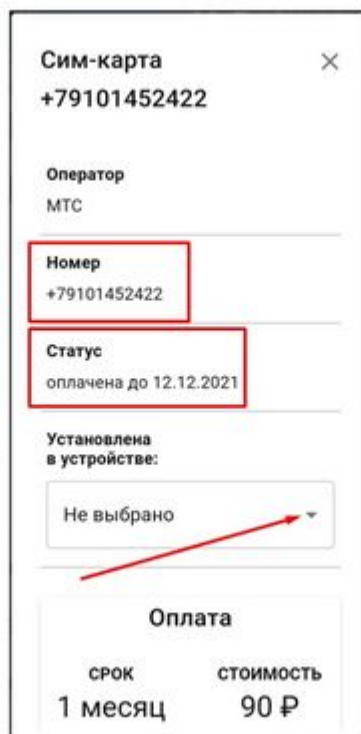 Сим-карта
+79101452422
Оператор
МТС
Номер
+79101452422
Статус
оплачена до 12.12.2021
Установлена
в устройстве:
Не выбрано
Оплата
СРОК СТОИМОСТЬ
1 месяц 90 ₽